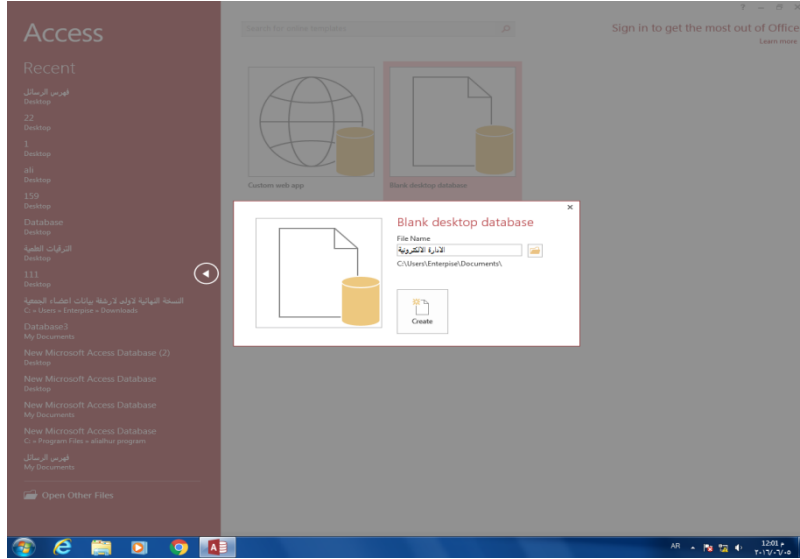 Access
Search for online templates
Sign in to get the most out of Office
Learn more
Recent
فهرس الرسائل
Desktop
22
Desktop
1
Desktop
ali
Desktop
159
Desktop
Database
Desktop
الترقيات العلمية
Desktop
111
Desktop
النسخة النهائية لاولى لارشفة بيانات اعضاء الجمعية
C: » Users » Enterpise » Downloads
Database3
My Documents
New Microsoft Access Database (2)
Desktop
New Microsoft Access Database
Desktop
New Microsoft Access Database
My Documents
New Microsoft Access Database
C: » Program Files » alialhur program
فهرس الرسائل
My Documents
Open Other Files
Custom web app
Blank desktop database
Blank desktop database
File Name
الادارة الالكترونية
C:\Users\Enterpise\Documents\
Create
AR
12:01 م